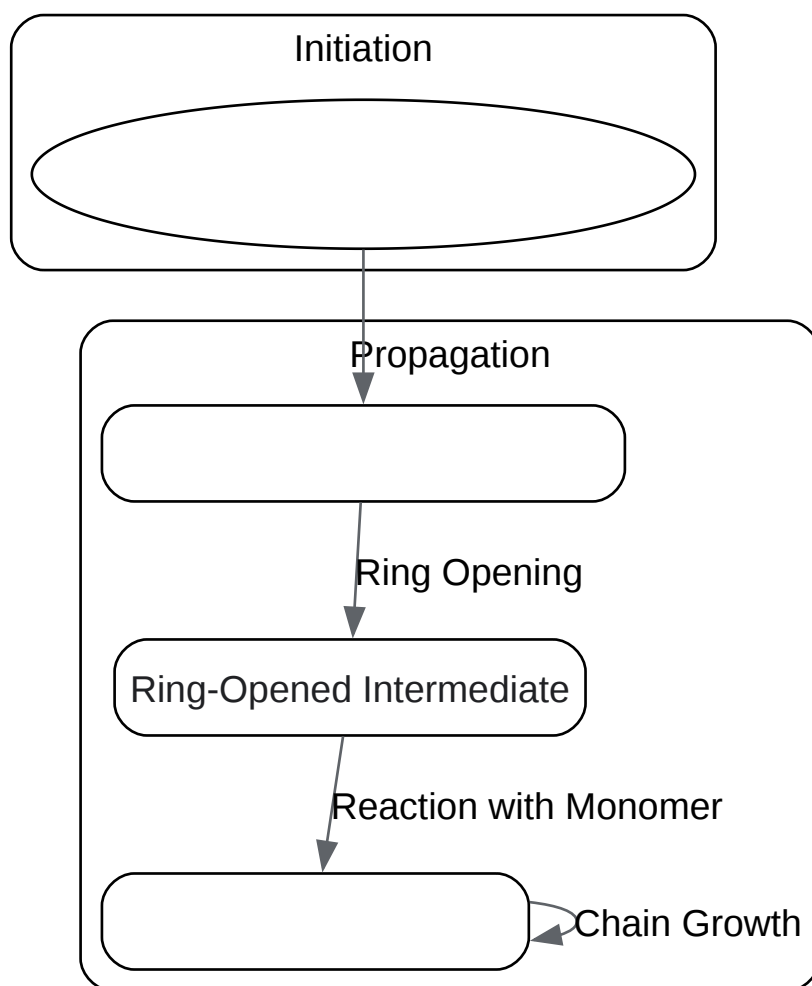 Initiation
Propagation
Ring Opening
Ring-Opened Intermediate
Reaction with Monomer
Chain Growth